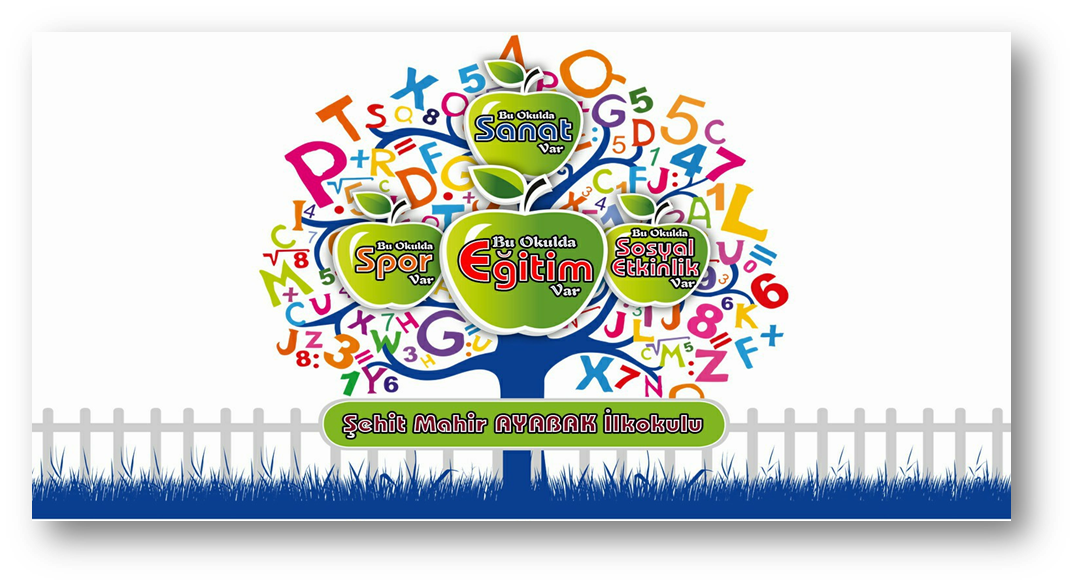 Bu Okulda
Sanat
Var
Bu Okulda
Spor
Var
Bu Okulda
Eğitim
Var
Bu Okulda
Sosyal
Etkinlik
Var
Şehit Mahir AYABAK İlkokulu